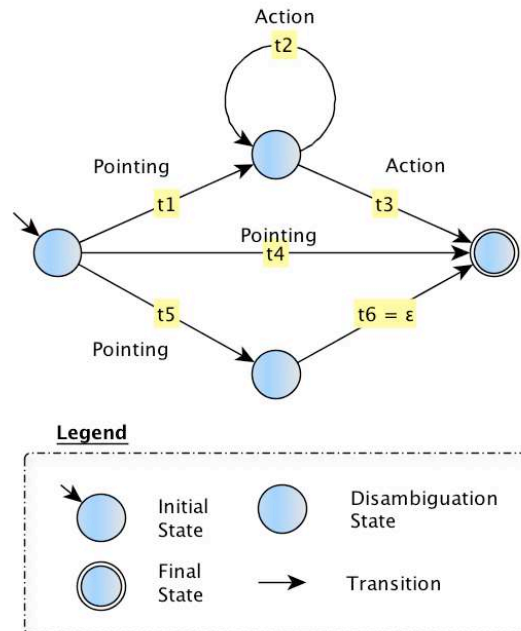 Action
t2
Pointing
Action
t1
t3
Pointing
t4
t5
t6 = ε
Pointing
Legend
Initial
State
Disambiguation
State
Final
State
Transition